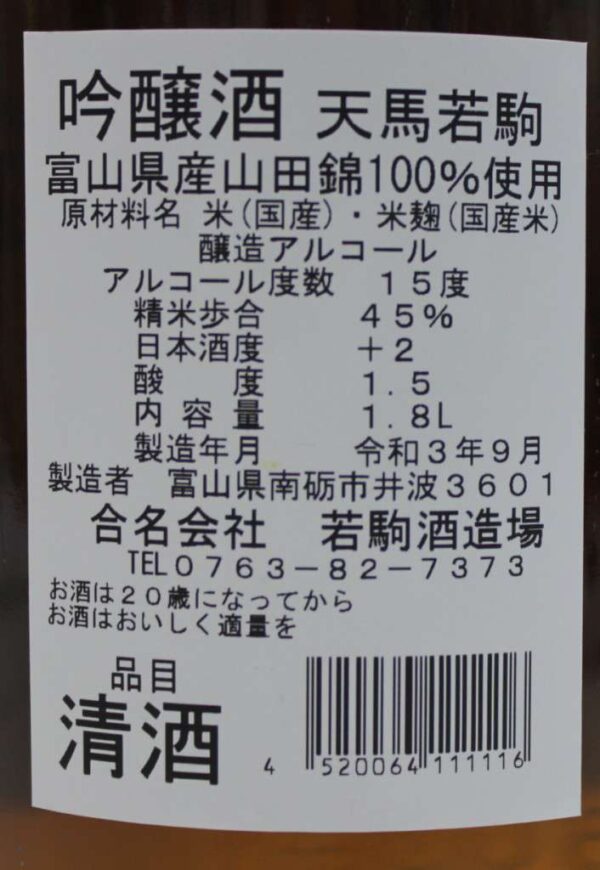 吟醸酒 天馬若駒
富山県産山田錦100%使用
原材料名 米(国産)・米麹(国産米)
醸造アルコール
アルコール度数 15度
精米歩合 45%
日本酒度 +2
酸度 1.5
内容量 1.8L
製造年月 令和3年9月
製造者 富山県南砺市井波3601
合名会社 若駒酒造場
TEL0763-82-7373
お酒は20歳になってから
お酒はおいしく適量を
品目
清酒
4 520064 111116